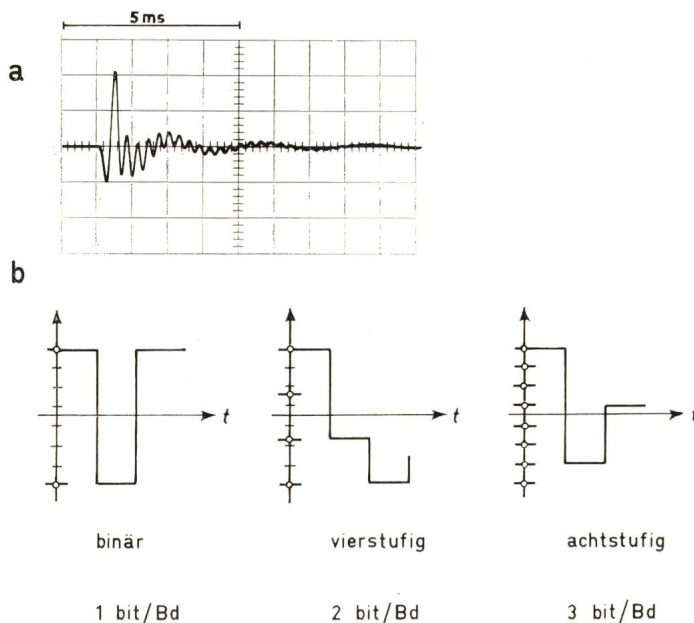 5 ms
a
b
t
t
t
binär
vierstufig
achtstufig
1 bit/Bd
2 bit/Bd
3 bit/Bd